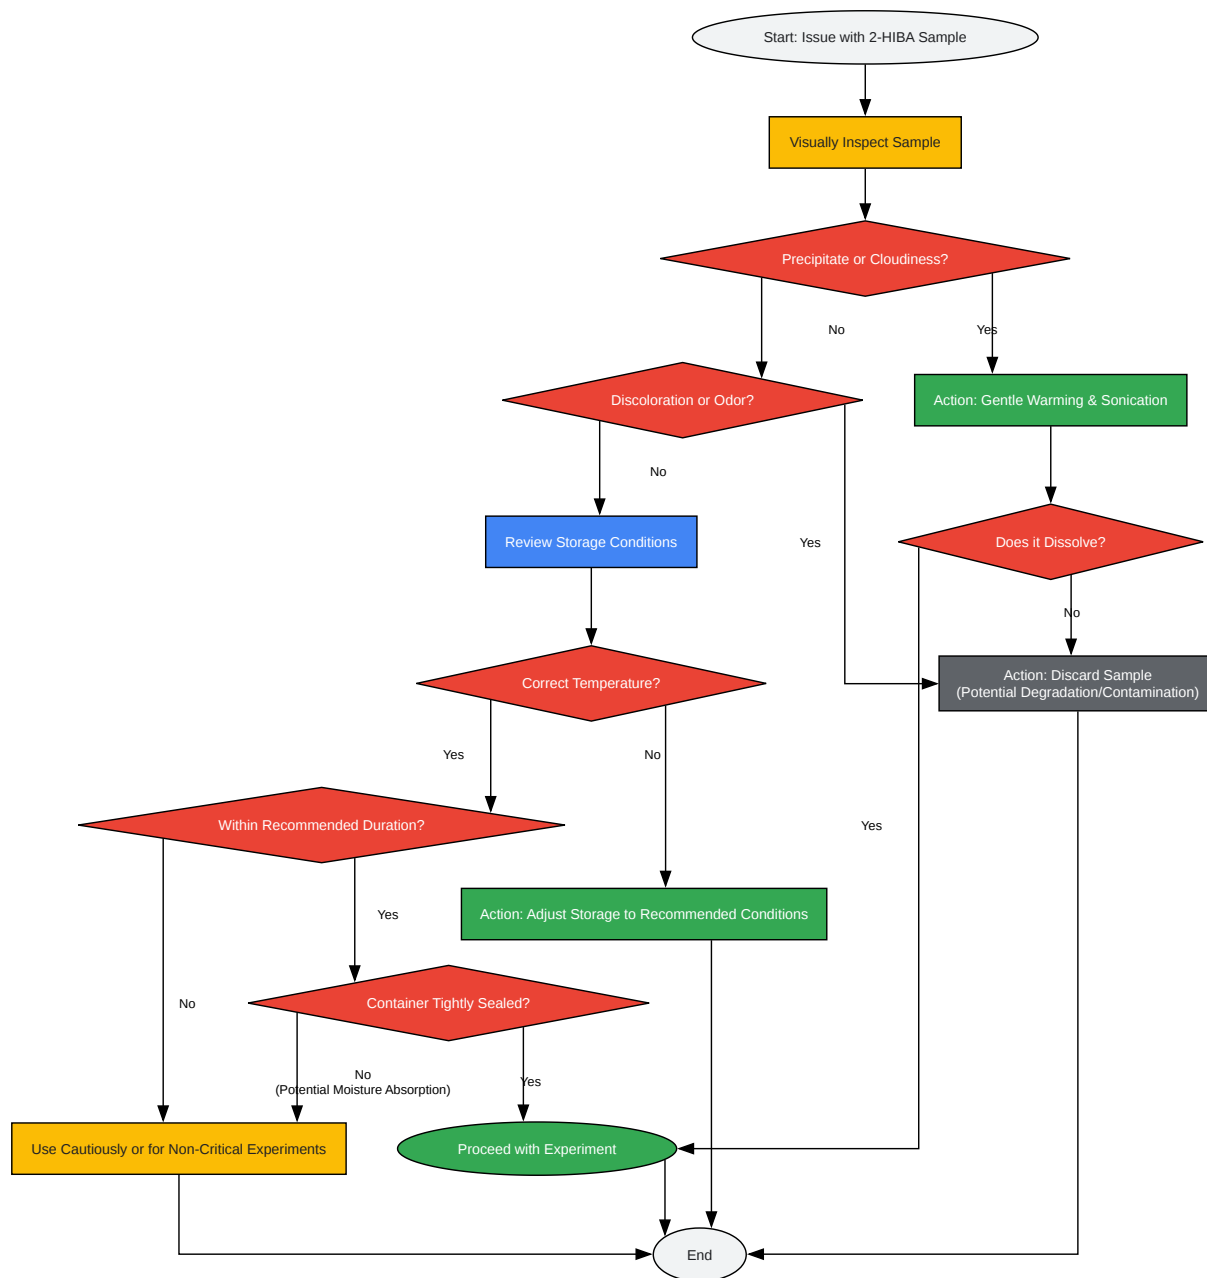 Start: Issue with 2-HIBA Sample
Visually Inspect Sample
Precipitate or Cloudiness?
No
Yes
Discoloration or Odor?
Action: Gentle Warming & Sonication
No
Review Storage Conditions
Yes
Does it Dissolve?
No
Correct Temperature?
Action: Discard Sample
(Potential Degradation/Contamination)
Yes
No
Within Recommended Duration?
Yes
Yes
Action: Adjust Storage to Recommended Conditions
No
Container Tightly Sealed?
No
(Potential Moisture Absorption)
Yes
Use Cautiously or for Non-Critical Experiments
Proceed with Experiment
End